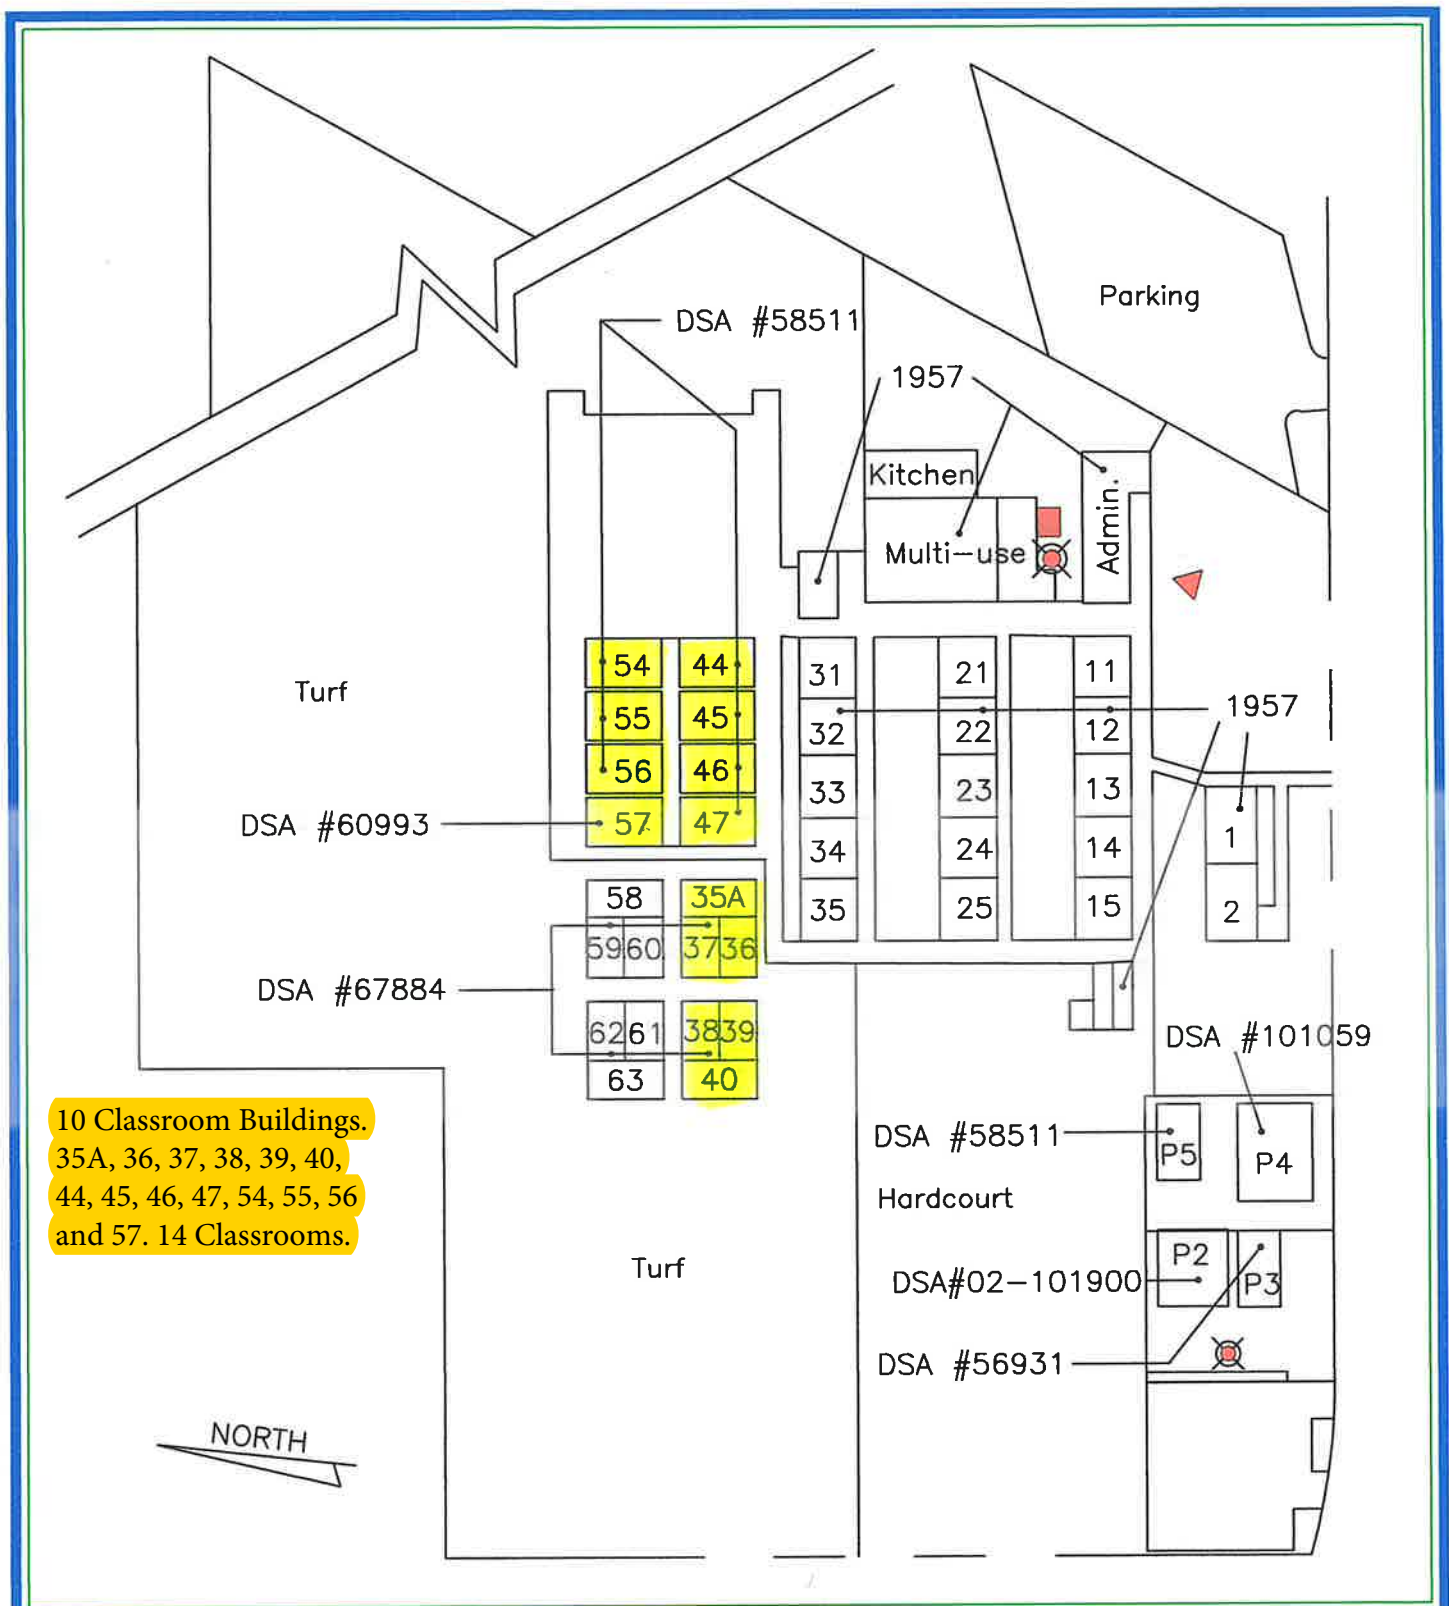 Parking
DSA #58511
1957
Kitchen
Multi-use
Admin.
Turf
54
44
55
45
56
46
57
47
DSA #60993
31
32
33
34
35
21
22
23
24
25
11
12
13
14
15
1957
1
2
58
35A
59
60
37
36
DSA #67884
62
61
38
39
63
40
DSA #101059
10 Classroom Buildings.
35A, 36, 37, 38, 39, 40,
44, 45, 46, 47, 54, 55, 56
and 57. 14 Classrooms.
DSA #58511
P5
P4
Hardcourt
Turf
P2
P3
DSA#02-101900
DSA #56931
NORTH